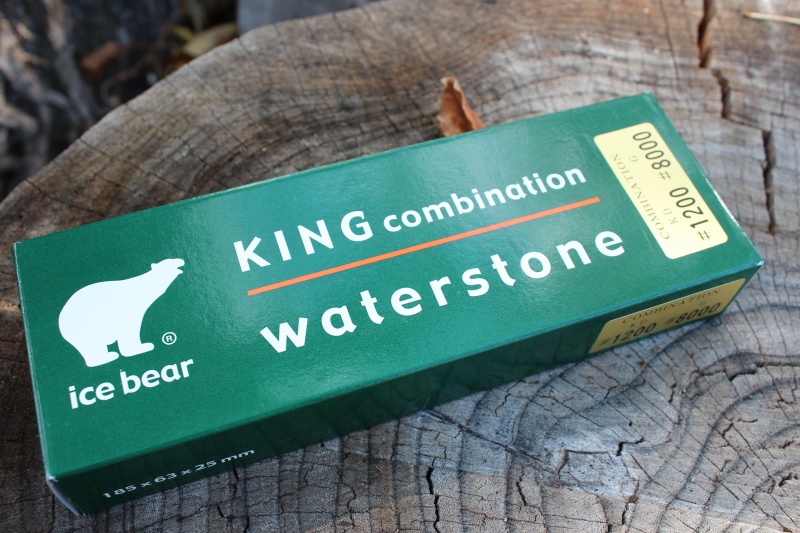 KING combination
waterstone
ice bear®
185×63×25 mm
COMBINATION
K D G
#1200 #8000
COMBINATION
K D G
#1200 #8000